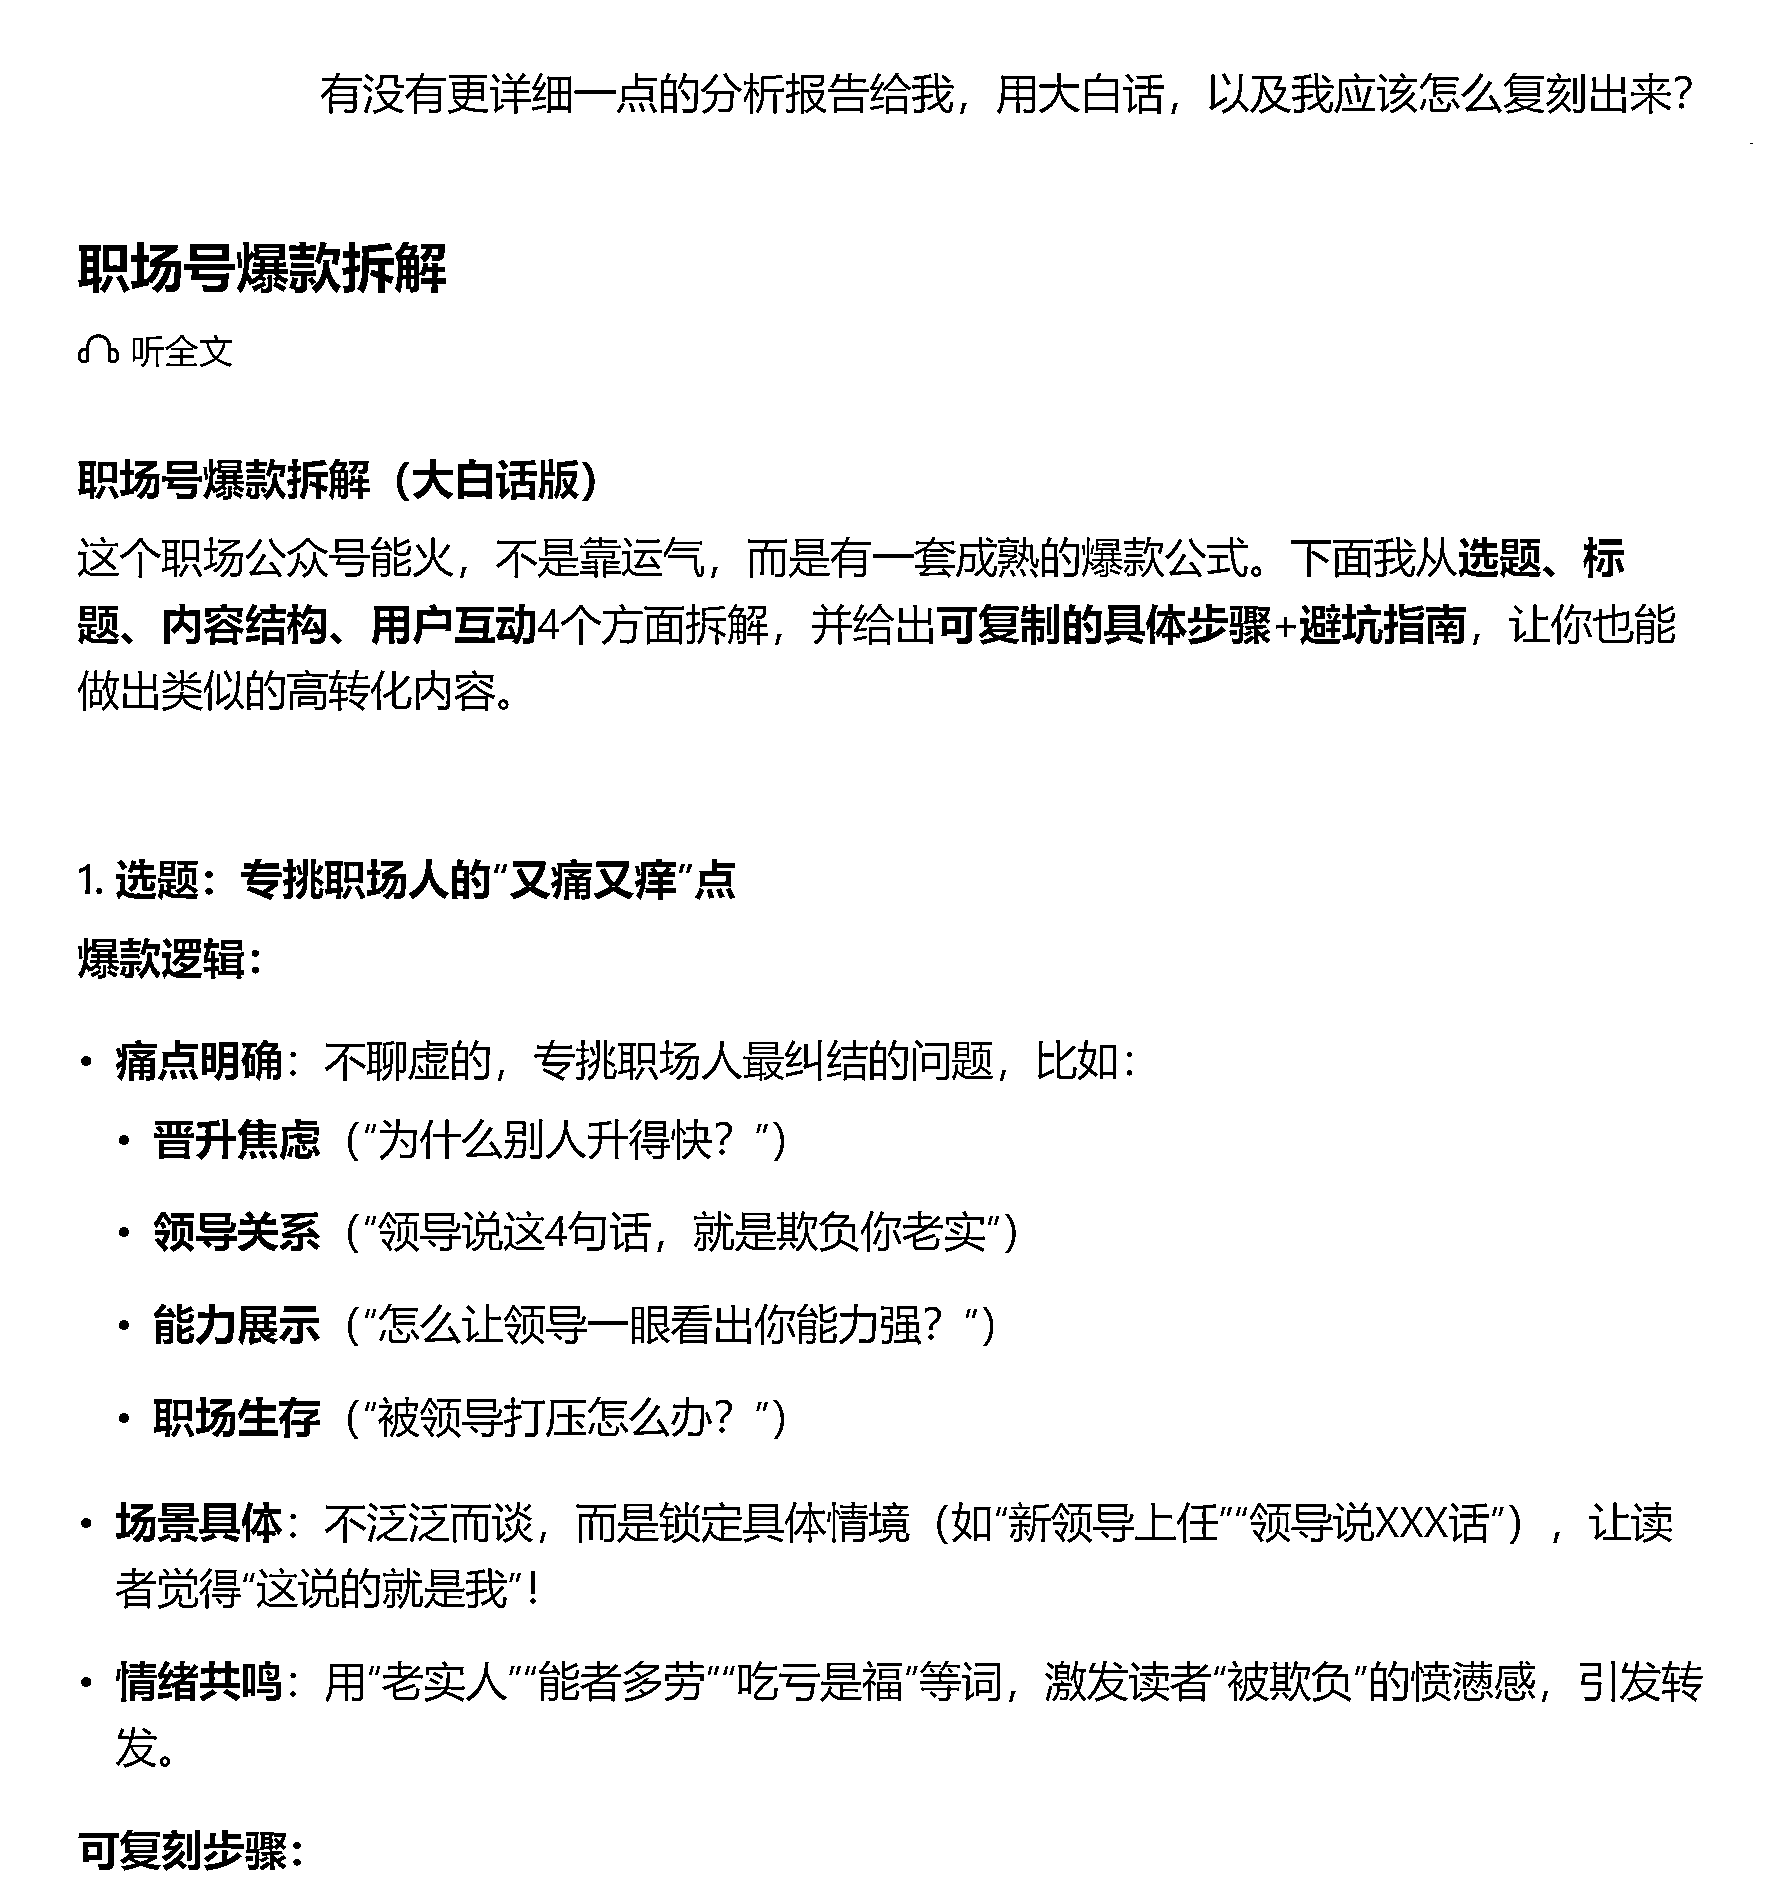 有没有更详细一点的分析报告给我，用大白话，以及我应该怎么复刻出来？
职场号爆款拆解
听全文
职场号爆款拆解（大白话版）
这个职场公众号能火，不是靠运气，而是有一套成熟的爆款公式。下面我从选题、标
题、内容结构、用户互动4个方面拆解，并给出可复制的具体步骤+避坑指南，让你也能
做出类似的高转化内容。
1. 选题：专挑职场人的“又痛又痒”点
爆款逻辑：
• 痛点明确：不聊虚的，专挑职场人最纠结的问题，比如：
• 晋升焦虑（“为什么别人升得快？”）
• 领导关系（“领导说这4句话，就是欺负你老实”）
• 能力展示（“怎么让领导一眼看出你能力强？”）
• 职场生存（“被领导打压怎么办？”）
• 场景具体：不泛泛而谈，而是锁定具体情境（如“新领导上任”“领导说XXX话”），让读
者觉得“这说的就是我”！
• 情绪共鸣：用“老实人”“能者多劳”“吃亏是福”等词，激发读者“被欺负”的愤懑感，引发转
发。
可复刻步骤：